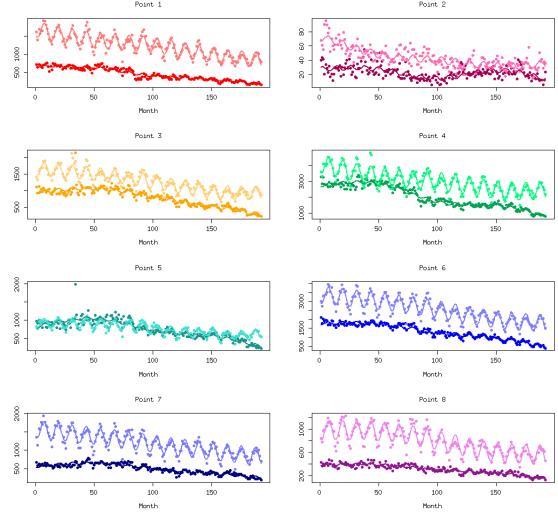 Point 1
Point 2
500 1000
20 40 60 80
0 50 100 150
0 50 100 150
Month
Month
Point 3
Point 4
500 1500
1000 3000
0 50 100 150
0 50 100 150
Month
Month
Point 5
Point 6
500 1000 2000
500 1500 3000
0 50 100 150
0 50 100 150
Month
Month
Point 7
Point 8
500 1000 2000
200 600 1000
0 50 100 150
0 50 100 150
Month
Month